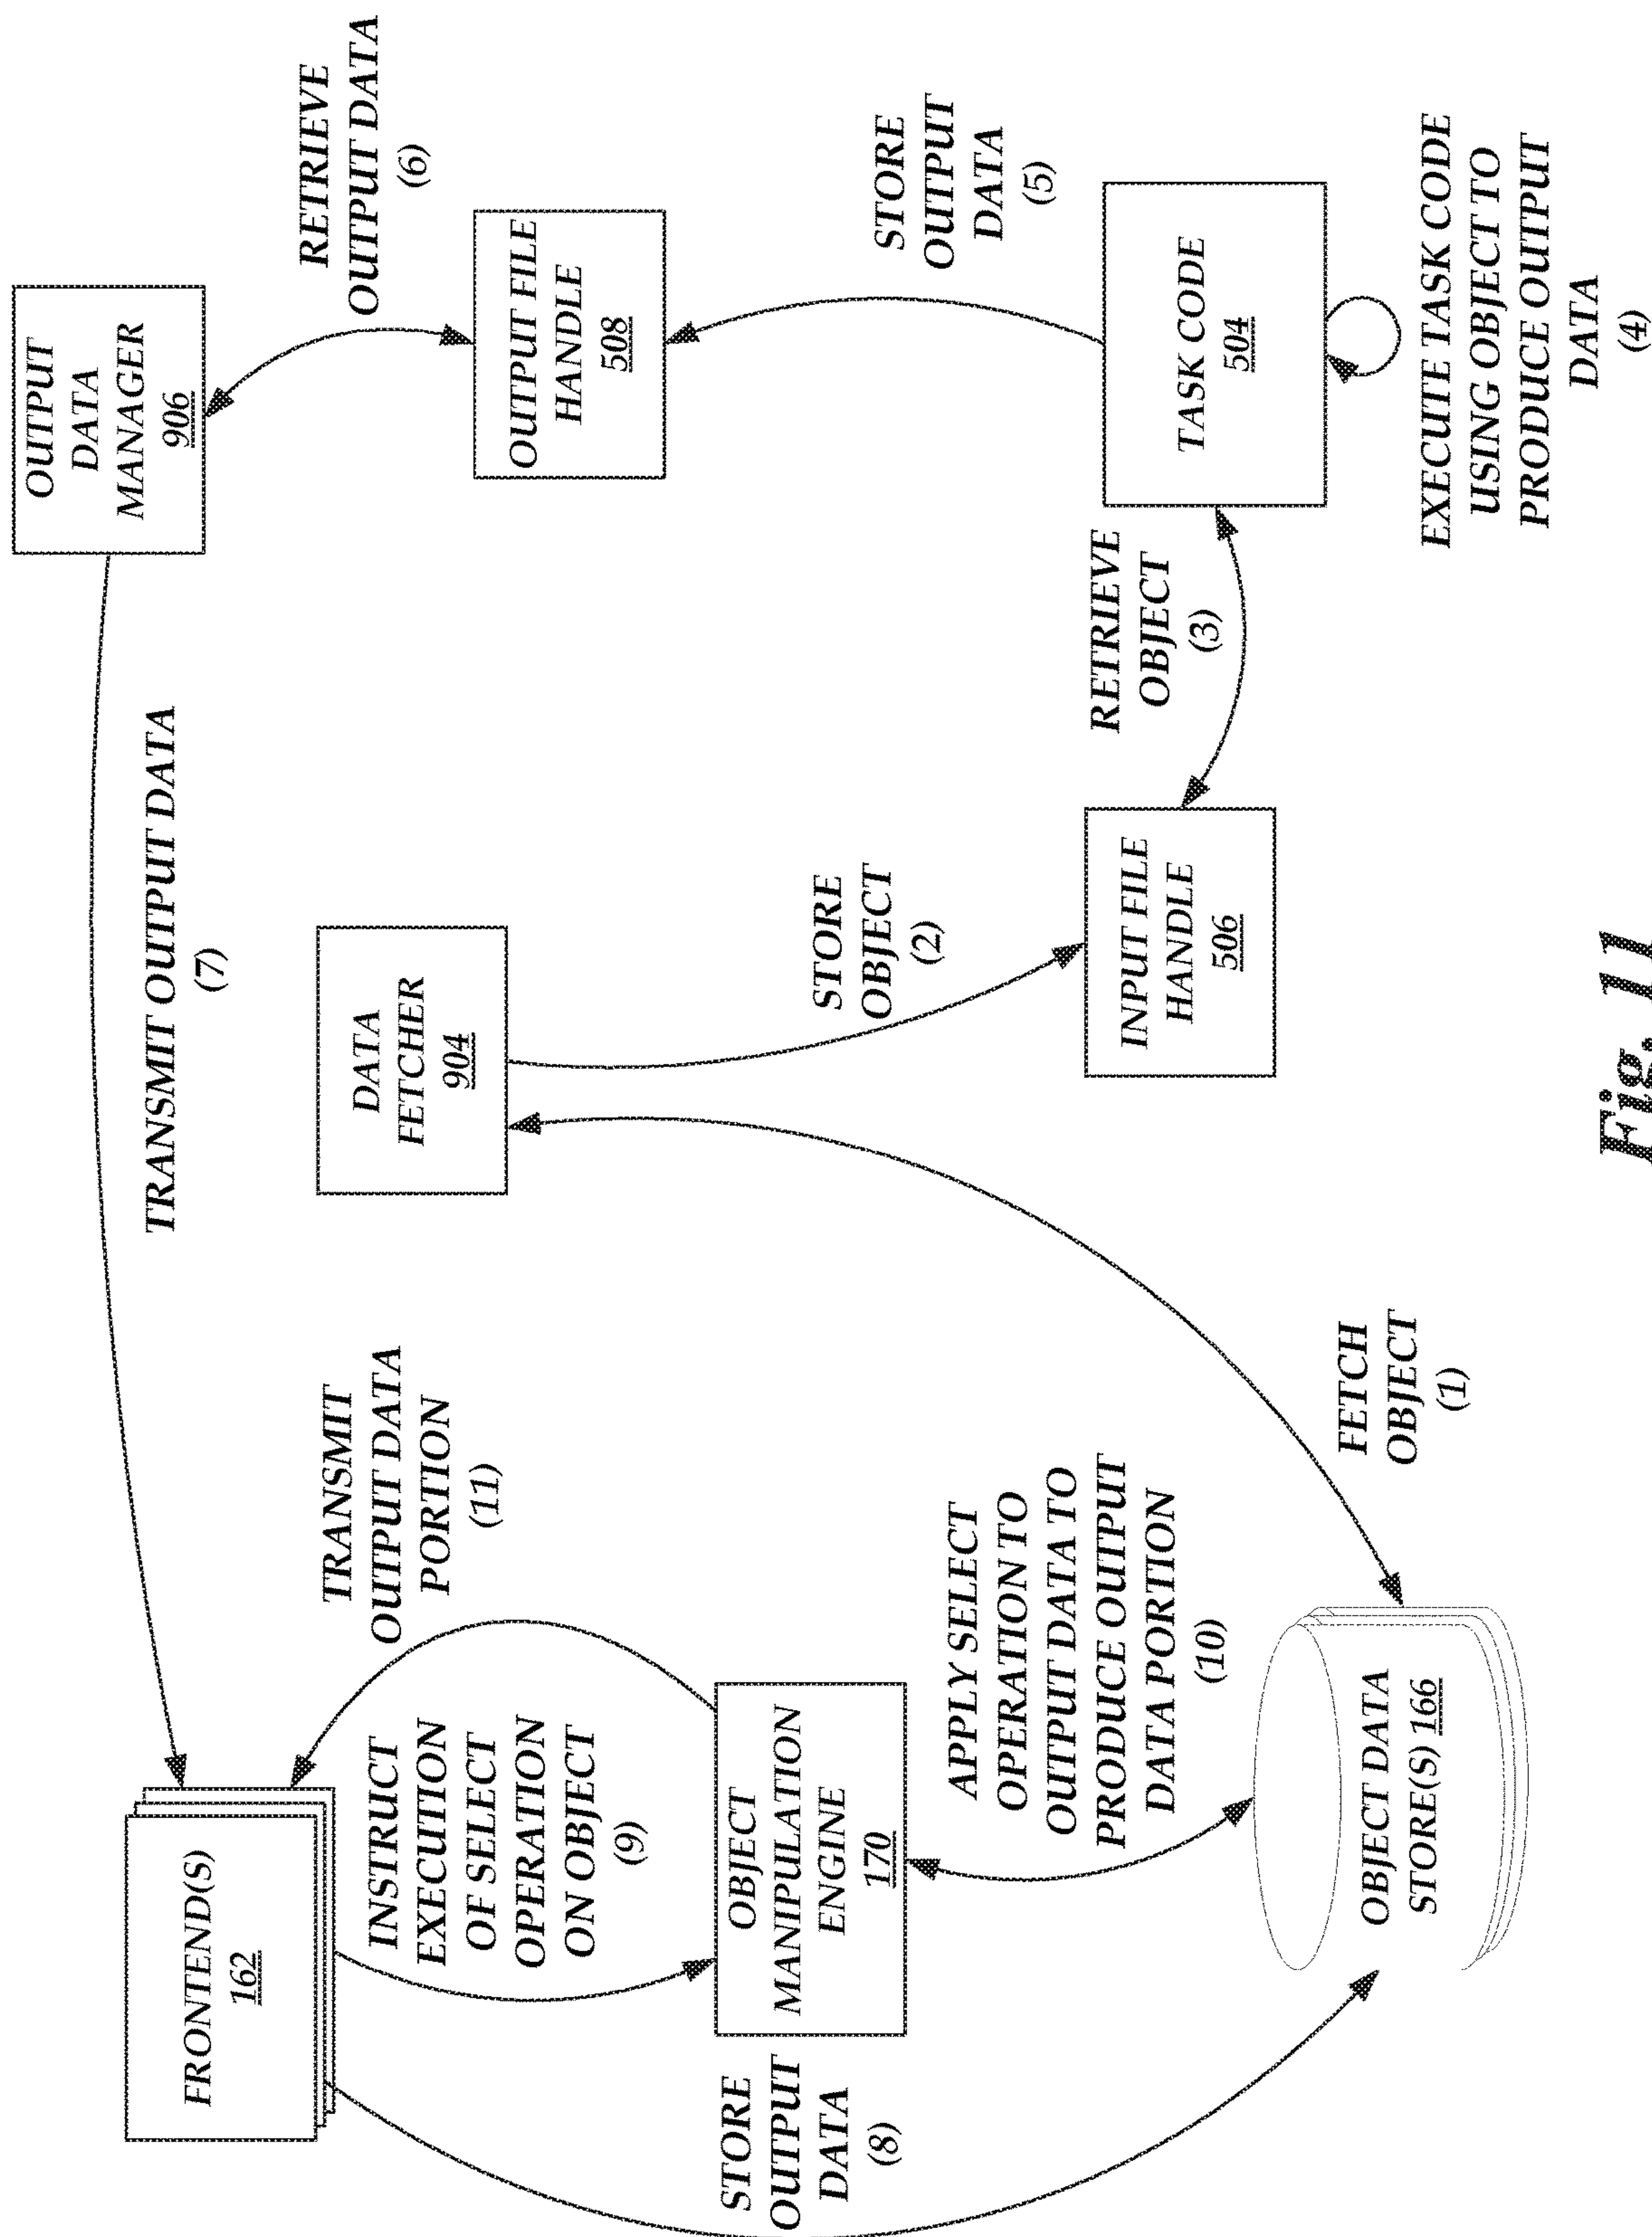 FRONTEND(S)
162
STORE
OUTPUT
DATA
(8)
INSTRUCT
EXECUTION
OF SELECT
OPERATION
ON OBJECT
(9)
TRANSMIT
OUTPUT DATA
PORTION
(11)
OBJECT
MANIPULATION
ENGINE
170
APPLY SELECT
OPERATION TO
OUTPUT DATA TO
PRODUCE OUTPUT
DATA PORTION
(10)
OBJECT DATA
STORE(S) 166
FETCH
OBJECT
(1)
TRANSMIT OUTPUT DATA
(7)
DATA
FETCHER
904
STORE
OBJECT
(2)
INPUT FILE
HANDLE
506
RETRIEVE
OBJECT
(3)
OUTPUT
DATA
MANAGER
906
RETRIEVE
OUTPUT DATA
(6)
OUTPUT FILE
HANDLE
508
STORE
OUTPUT
DATA
(5)
TASK CODE
504
EXECUTE TASK CODE
USING OBJECT TO
PRODUCE OUTPUT
DATA
(4)
Fig. 11